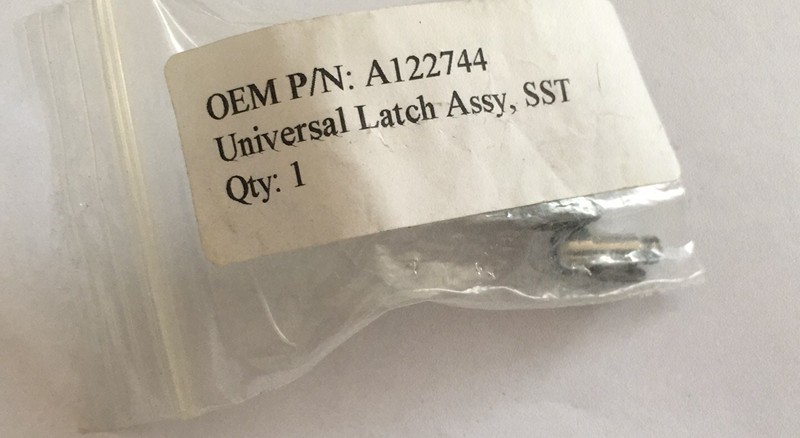 OEM P/N: A122744
Universal Latch Assy, SST
Qty: 1